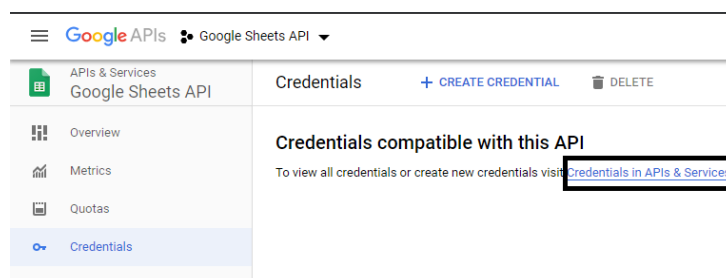 Google APIs Google Sheets API
APIs & Services
Google Sheets API
Credentials + CREATE CREDENTIAL DELETE
Overview
Metrics
Quotas
Credentials
Credentials compatible with this API
To view all credentials or create new credentials visit Credentials in APIs & Services